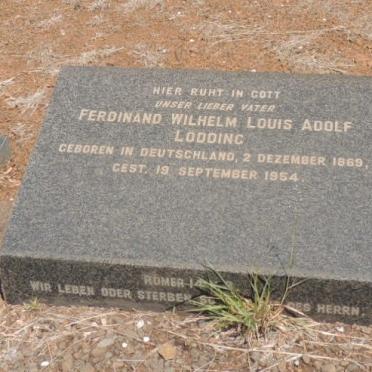 HIER RUHT IN GOTT
UNSER LIEBER VATER
FERDINAND WILHELM LOUIS ADOLF
LODDING
GEBOREN IN DEUTSCHLAND, 2 DEZEMBER 1869,
GEST. 19 SEPTEMBER 1954.
RÖMER 14
WIR LEBEN ODER STERBEN HERRN